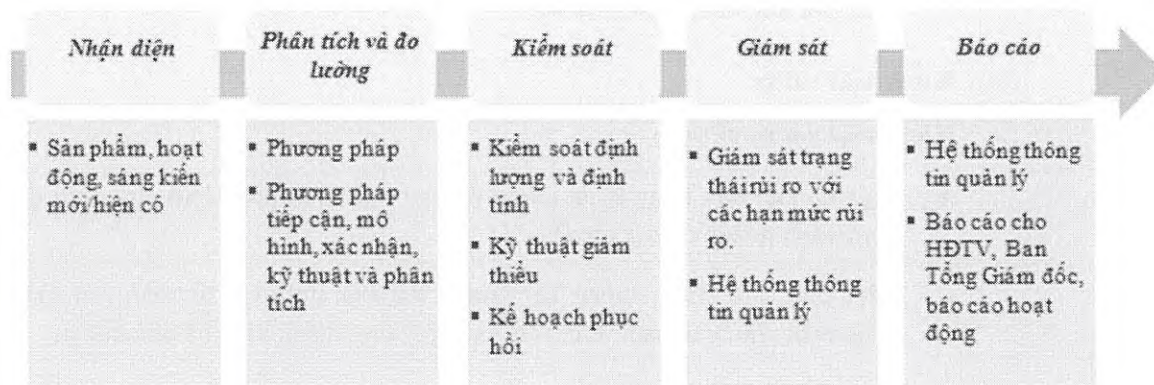 Nhận diện
Sản phẩm, hoạt
động, sáng kiến
mới/hiện có
Phân tích và đo
lường
Phương pháp
Phương pháp
tiếp cận, mô
hình, xác nhận,
kỹ thuật và phân
tích
Kiểm soát
Kiểm soát định
lượng và định
tính
Kỹ thuật giảm
thiểu
Kế hoạch phục
hồi
Giám sát
Giám sát trạng
thái rủi ro với
các hạn mức rủi
ro.
Hệ thống thông
tin quản lý
Báo cáo
Hệ thống thông
tin quản lý
Báo cáo cho
HĐTV, Ban
Tổng Giám đốc,
báo cáo hoạt
động